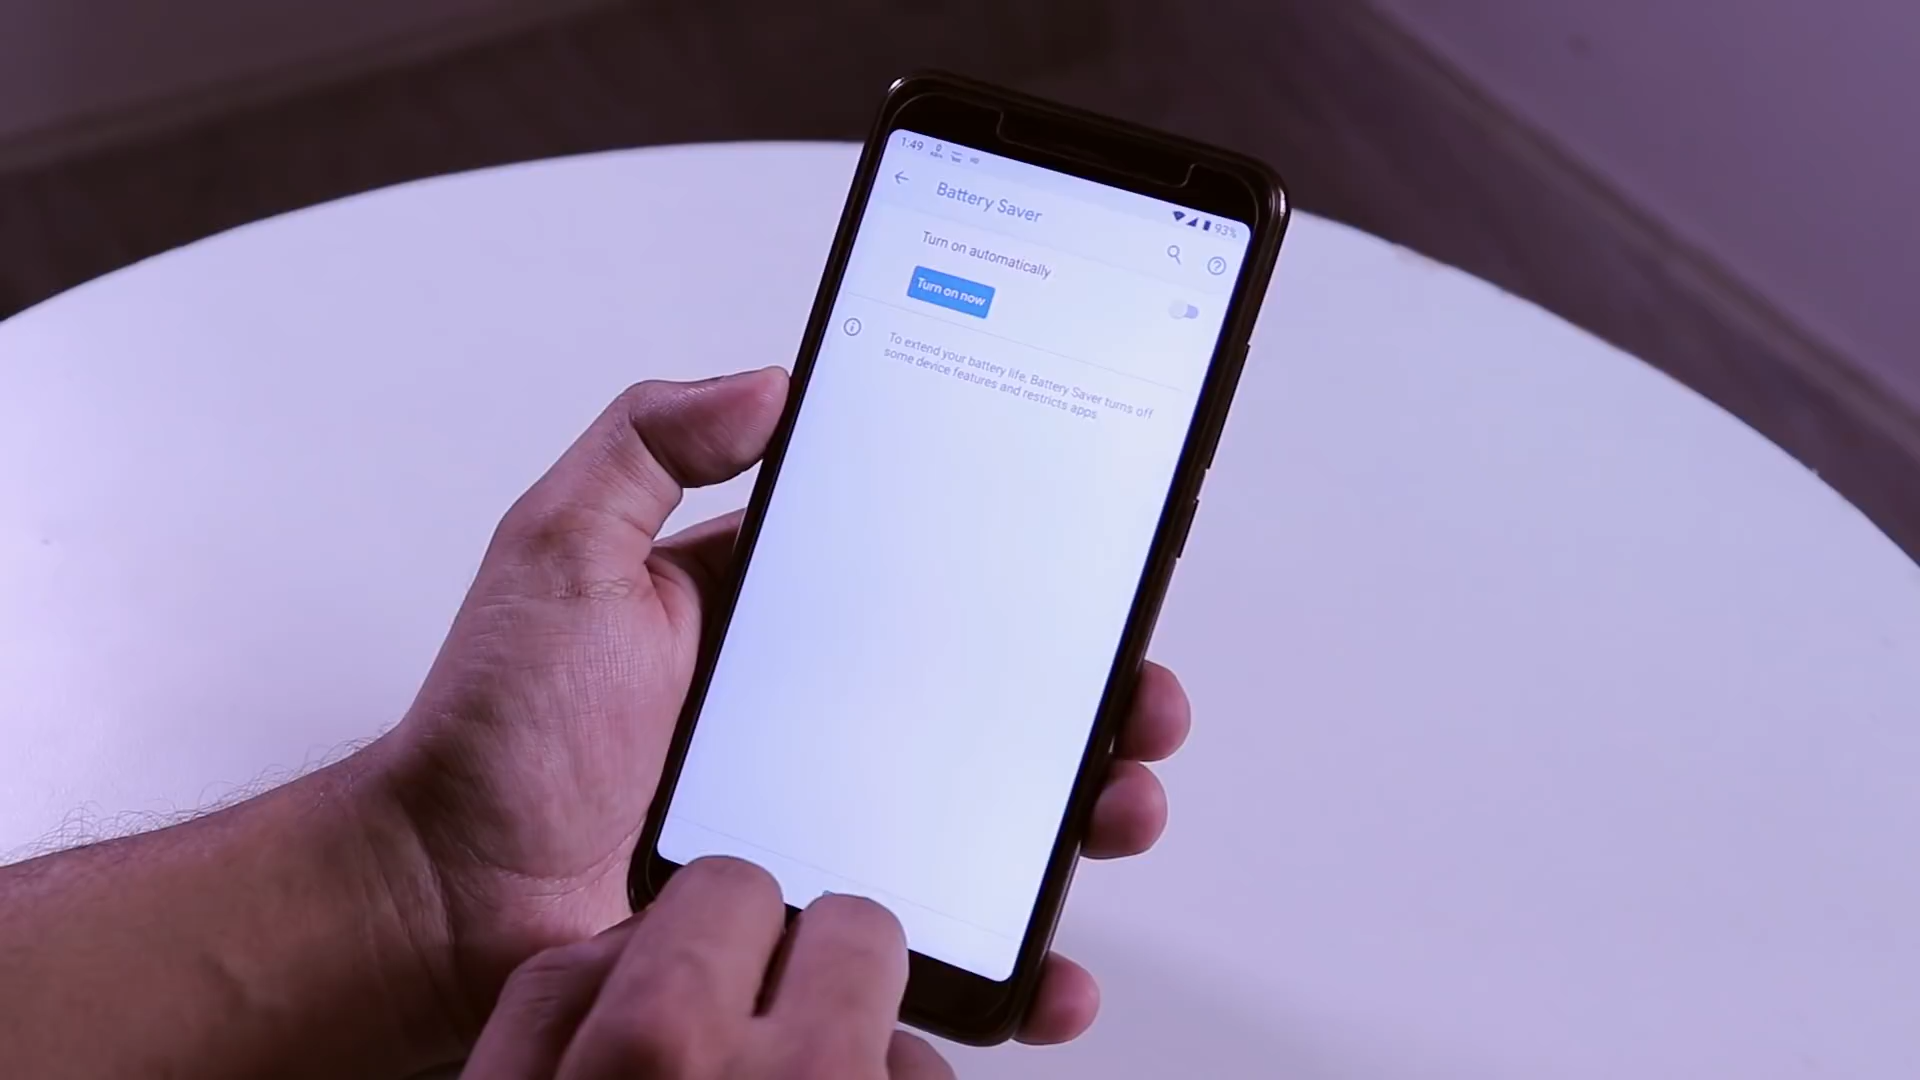 1:49
93%
Battery Saver
Turn on automatically
Turn on now
To extend your battery life, Battery Saver turns off
some device features and restricts apps